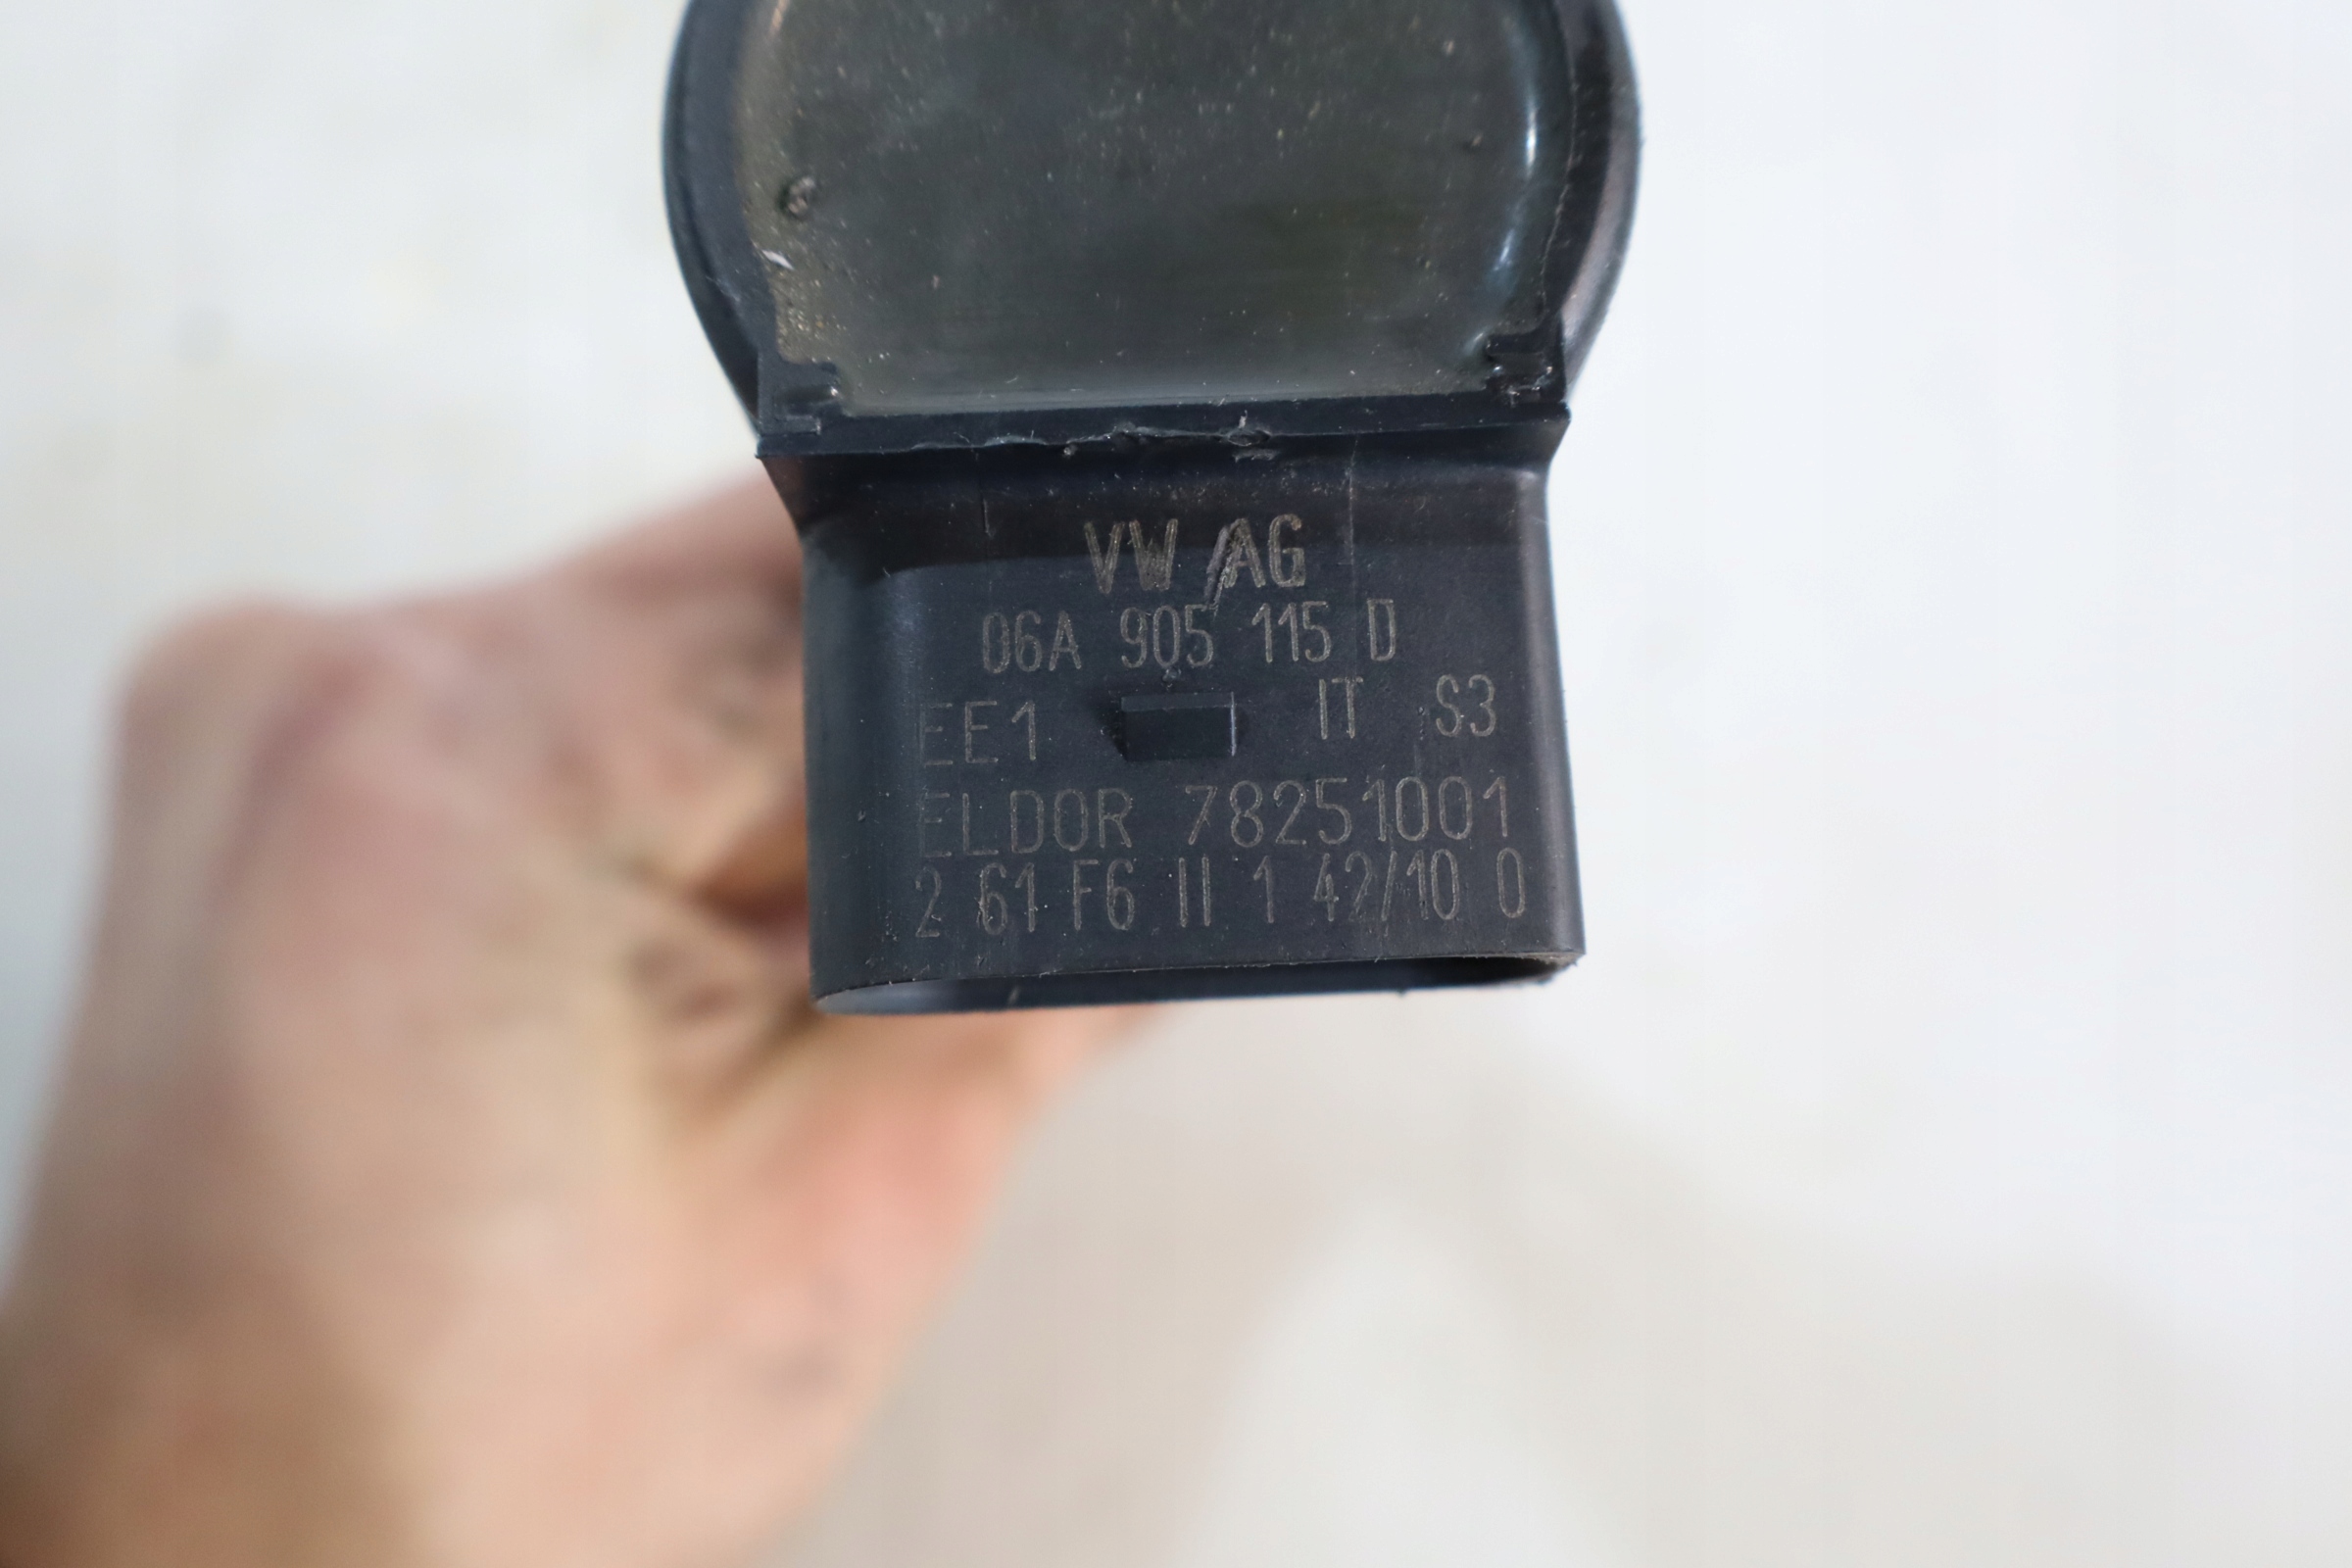 VW AG
06A 905 115 D
EE1 IT S3
ELDOR 78251001
2 61 F6 II 1 42/10 0